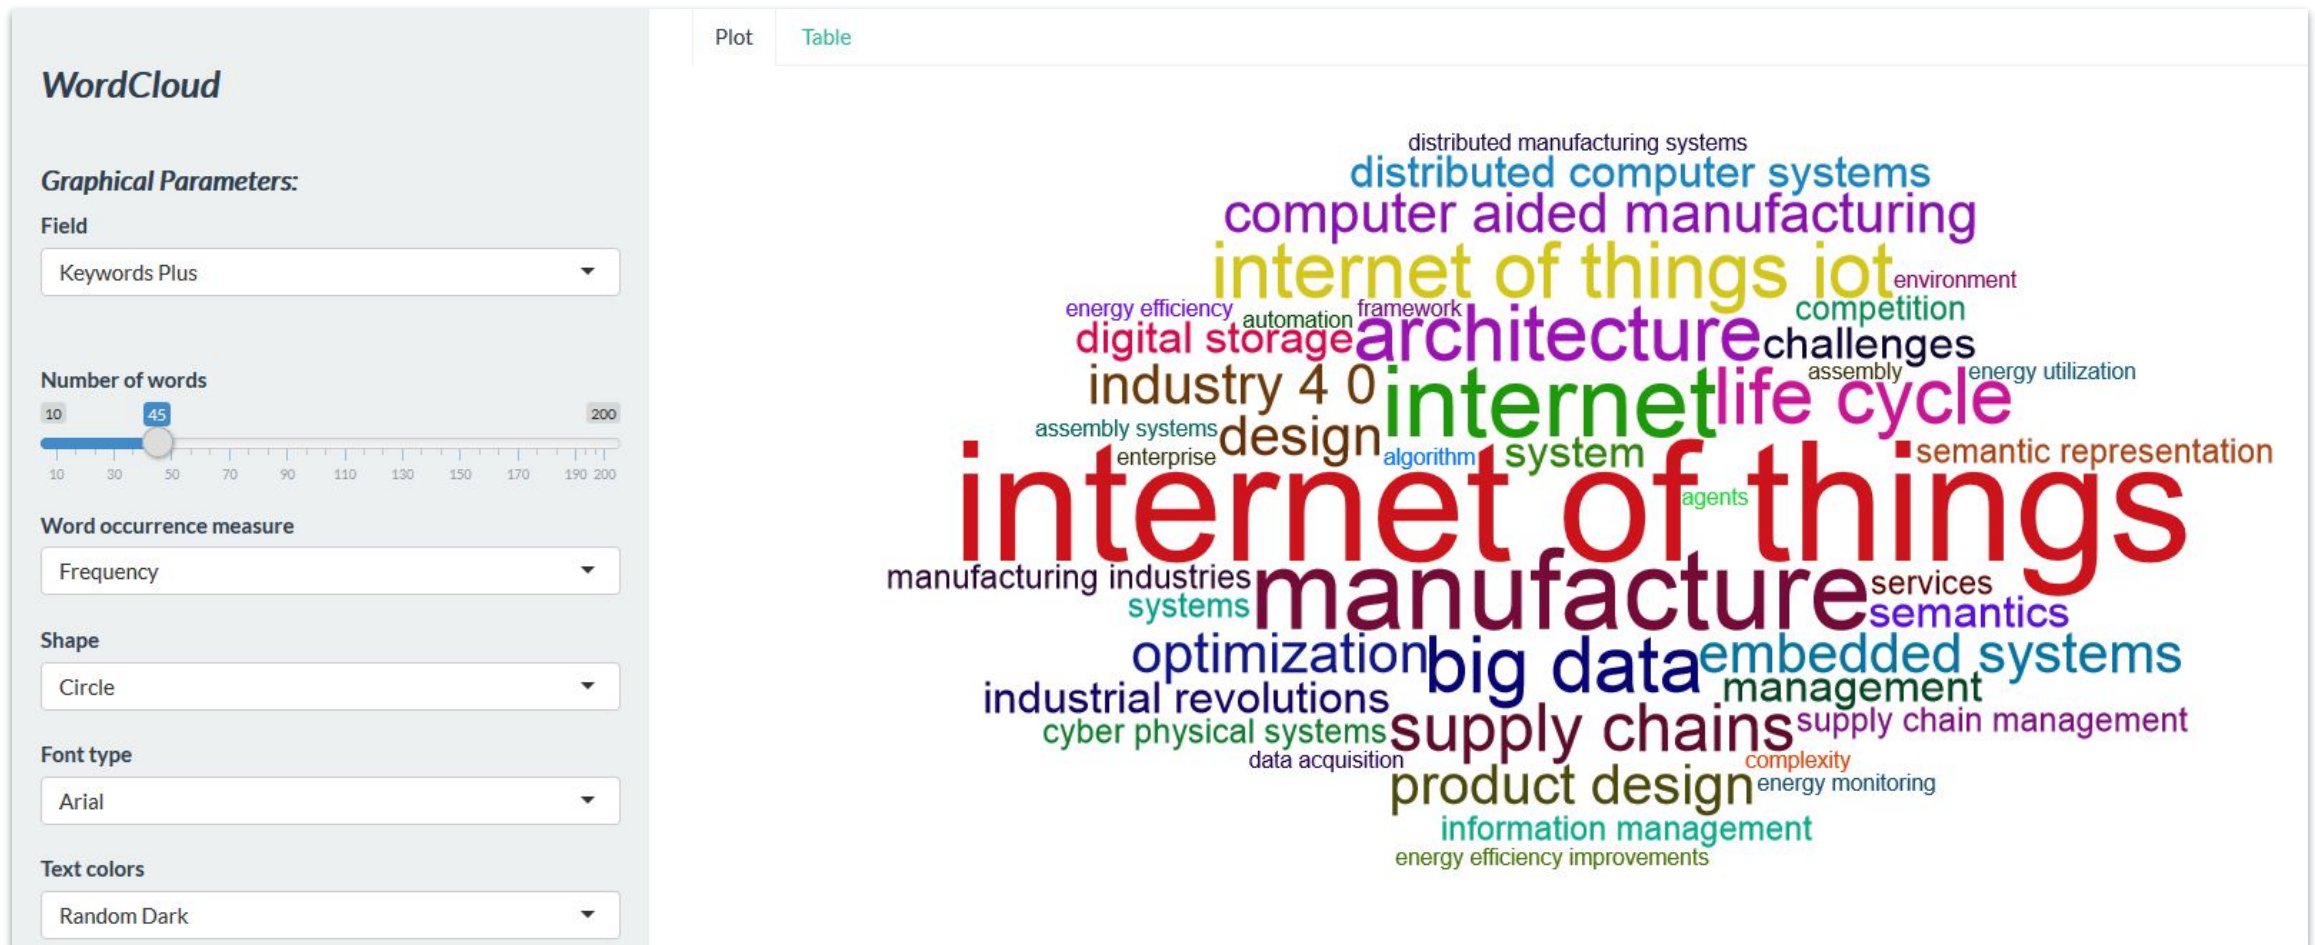 Plot Table
WordCloud
Graphical Parameters:
Field
Keywords Plus
Number of words
10 45 200
10 30 50 70 90 110 130 150 170 190 200
Word occurrence measure
Frequency
Shape
Circle
Font type
Arial
Text colors
Random Dark
distributed manufacturing systems
distributed computer systems
computer aided manufacturing
internet of things iot
environment
energy efficiency
automation
framework
competition
digital storage
architecture
challenges
industry 4 0
internet
life cycle
assembly
energy utilization
assembly systems
design
enterprise
algorithm
system
semantic representation
internet of things
agents
manufacturing industries
manufacture
services
systems
semantics
optimization
big data
embedded systems
management
industrial revolutions
cyber physical systems
supply chains
supply chain management
data acquisition
complexity
product design
energy monitoring
information management
energy efficiency improvements